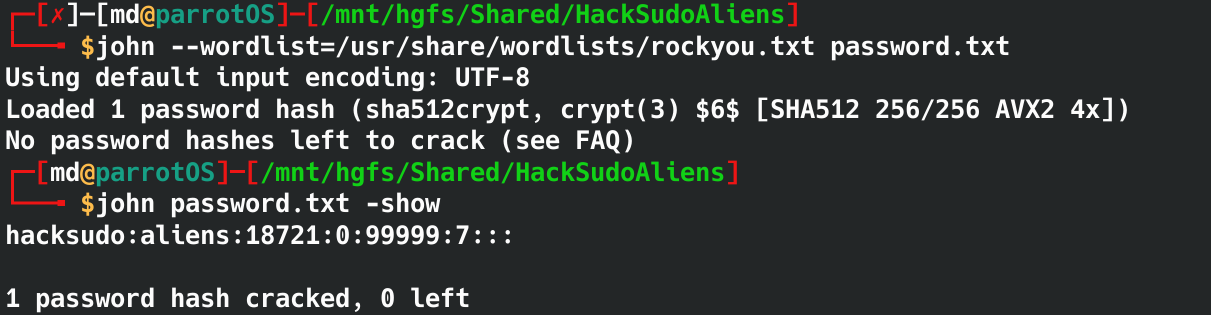 ┌─[✗]─[md@parrotOS]─[/mnt/hgfs/Shared/HackSudoAliens]
└──╼ $john --wordlist=/usr/share/wordlists/rockyou.txt password.txt
Using default input encoding: UTF-8
Loaded 1 password hash (sha512crypt, crypt(3) $6$ [SHA512 256/256 AVX2 4x])
No password hashes left to crack (see FAQ)
┌─[md@parrotOS]─[/mnt/hgfs/Shared/HackSudoAliens]
└──╼ $john password.txt -show
hacksudo:aliens:18721:0:99999:7:::
1 password hash cracked, 0 left